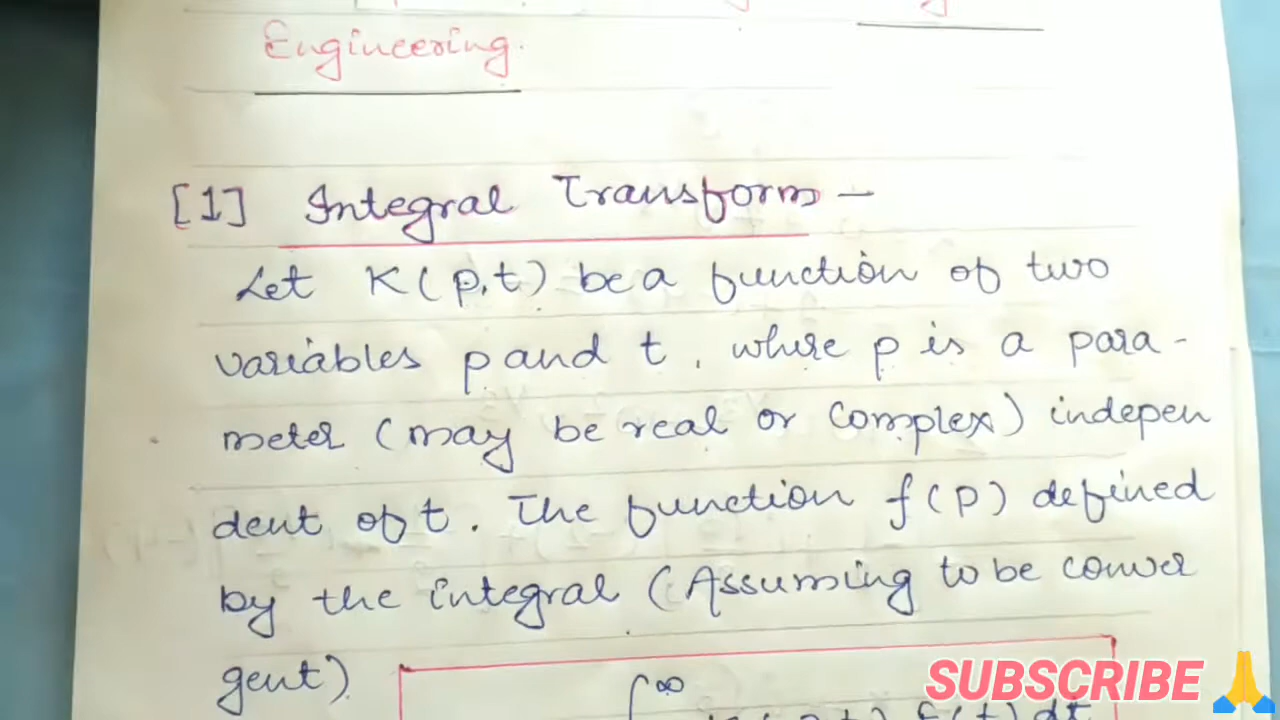 Engineering.
[1] Integral Transform -
Let K(p,t) be a function of two
variables p and t, where p is a para-
meter (may be real or complex) indepen
dent of t. The function f(p) defined
by the integral (Assuming to be conver
gent)
∫∞
f(t) dt
SUBSCRIBE 🙏